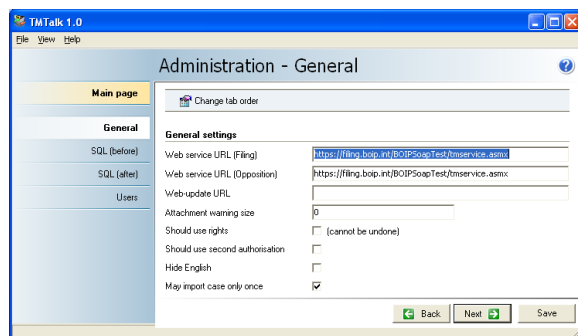 TMTalk 1.0
File View Help
Administration - General
Main page
General
SQL (before)
SQL (after)
Users
Change tab order
General settings
Web service URL (Filing) https://filing.boip.int/BOIPSoapTest/tmservice.asmx
Web service URL (Opposition) https://filing.boip.int/BOIPSoapTest/tmservice.asmx
Web-update URL
Attachment warning size 0
Should use rights (cannot be undone)
Should use second authorisation
Hide English
May import case only once
Back Next Save